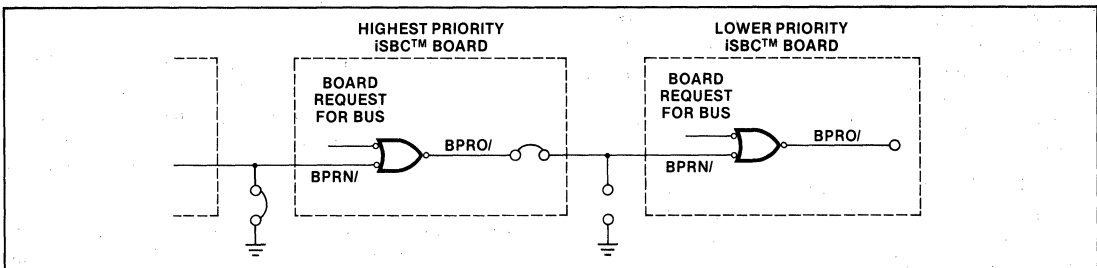 HIGHEST PRIORITY
iSBC™ BOARD
BOARD
REQUEST
FOR BUS
BPRO/
BPRN/
LOWER PRIORITY
iSBC™ BOARD
BOARD
REQUEST
FOR BUS
BPRO/
BPRN/